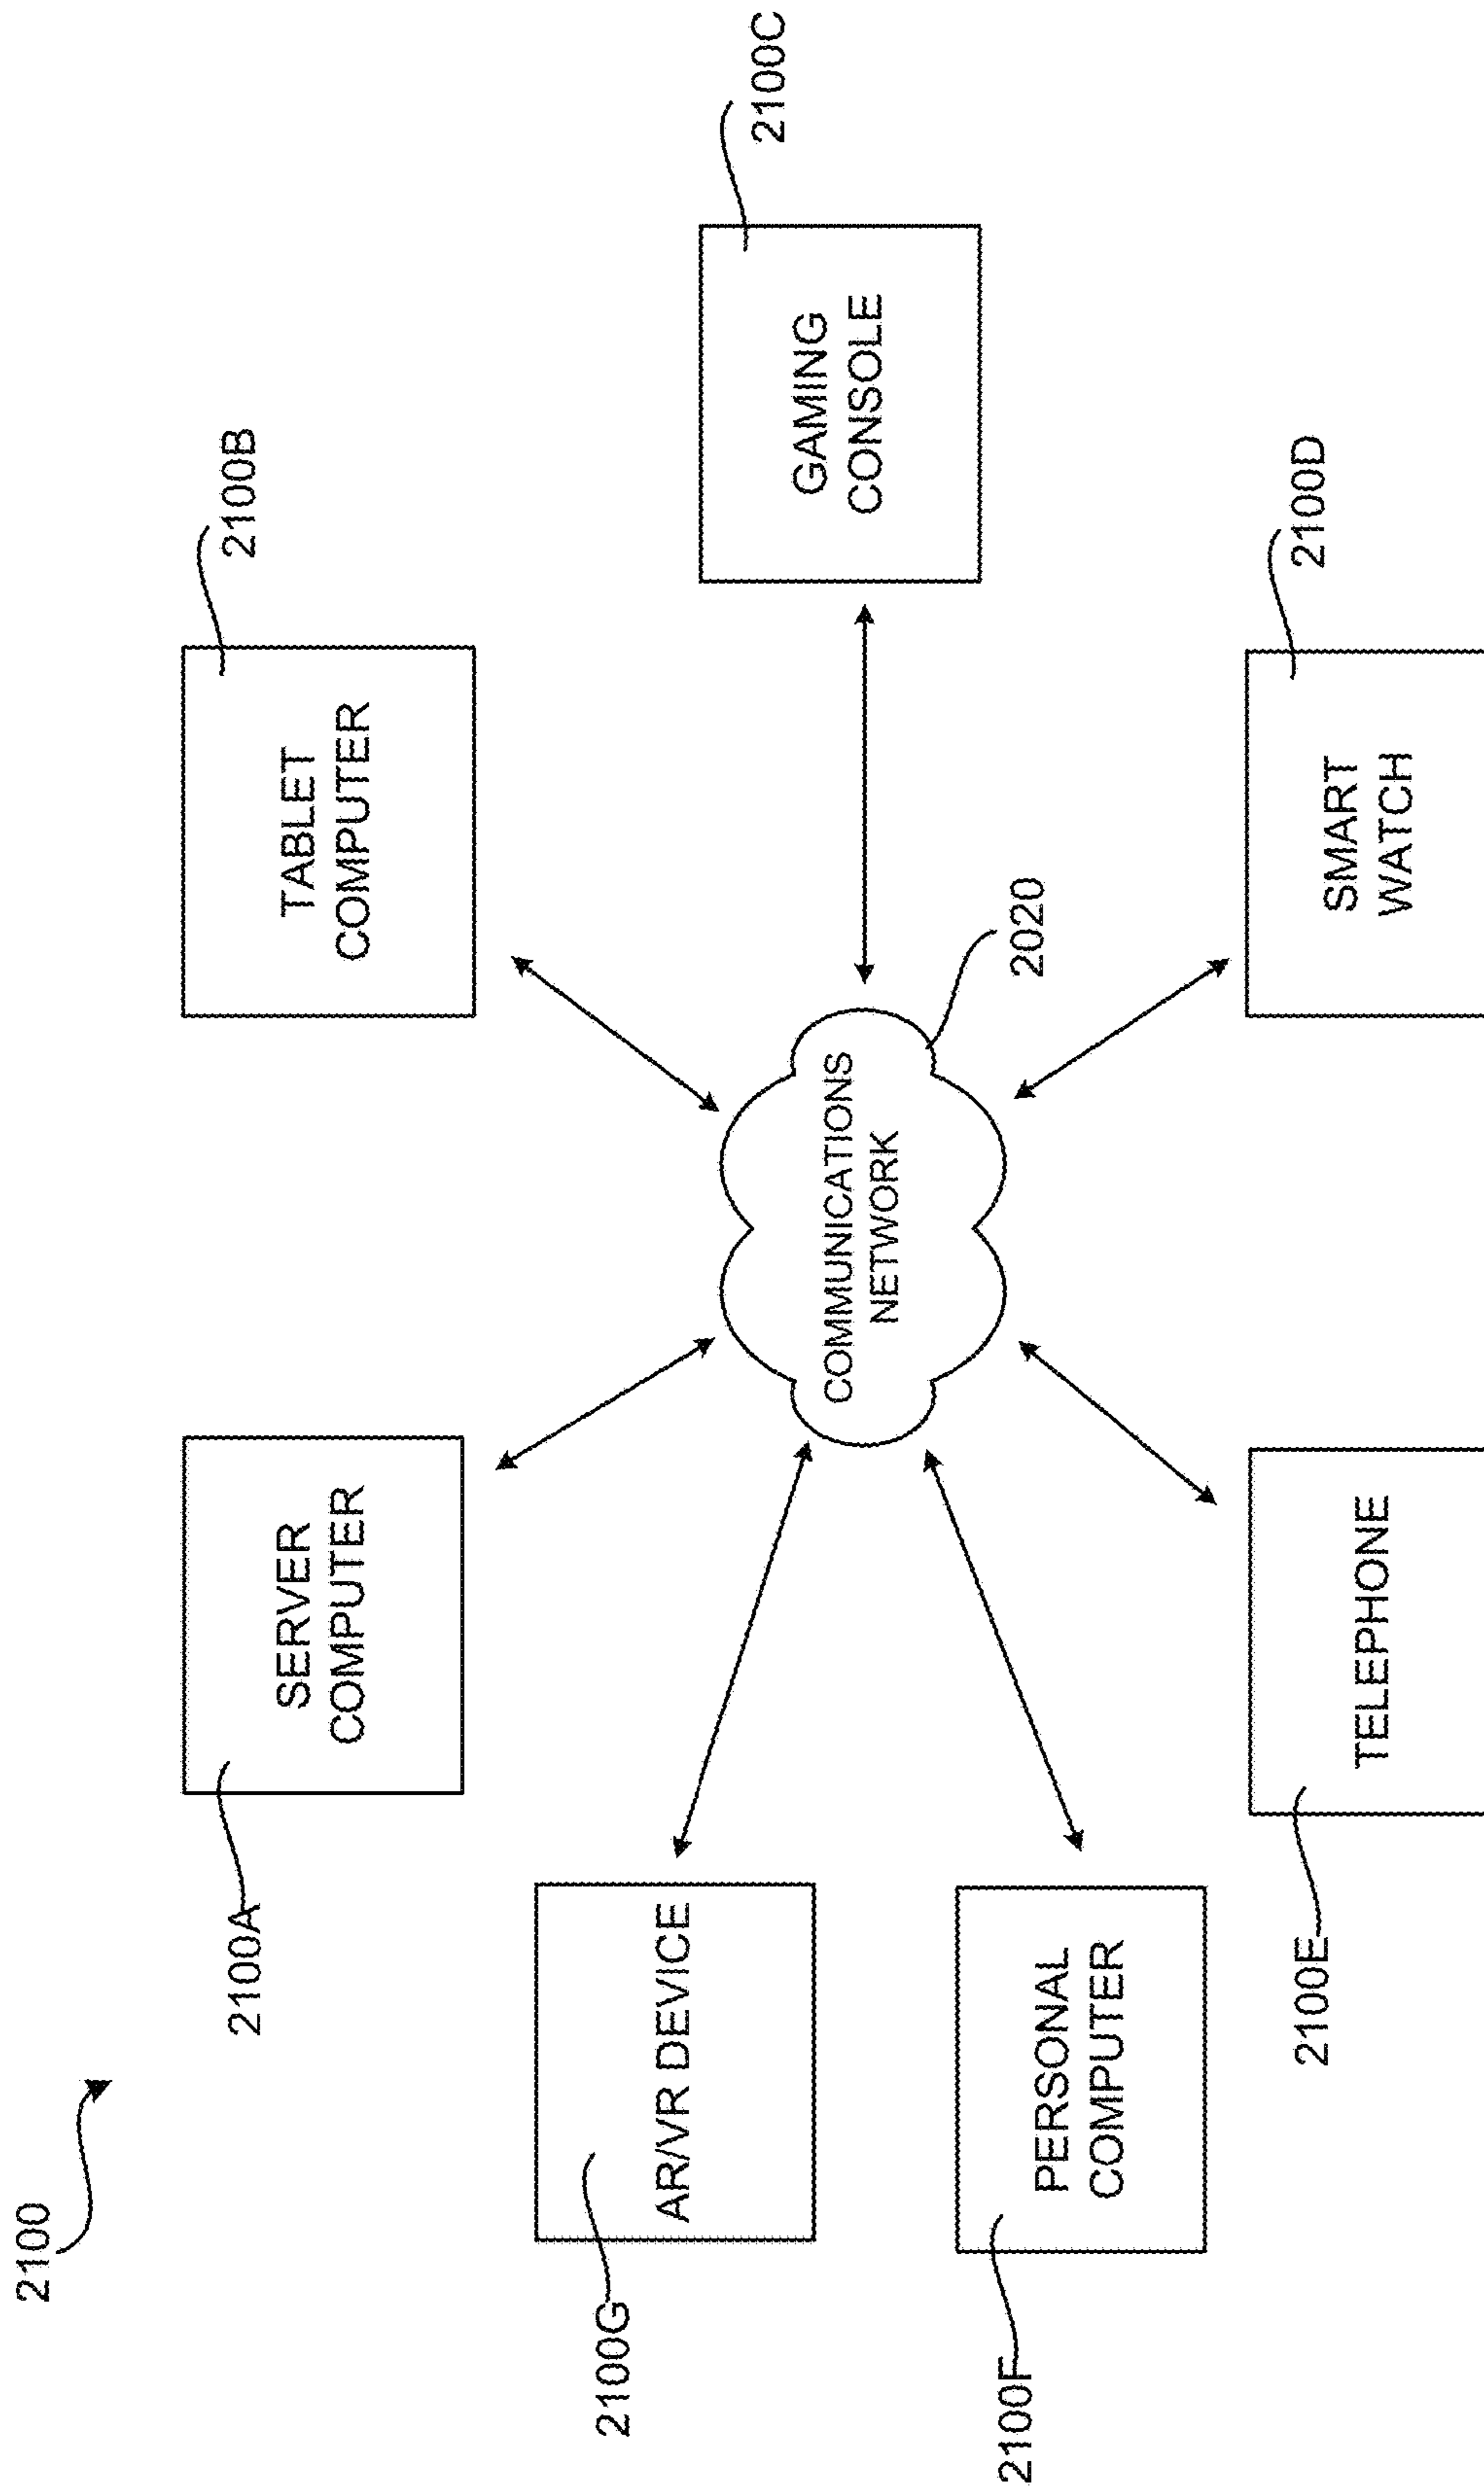 2100
2100A
SERVER
COMPUTER
TABLET
COMPUTER
2100B
2100G
AR/VR DEVICE
COMMUNICATIONS
NETWORK
2020
GAMING
CONSOLE
2100C
2100F
PERSONAL
COMPUTER
2100E
TELEPHONE
SMART
WATCH
2100D